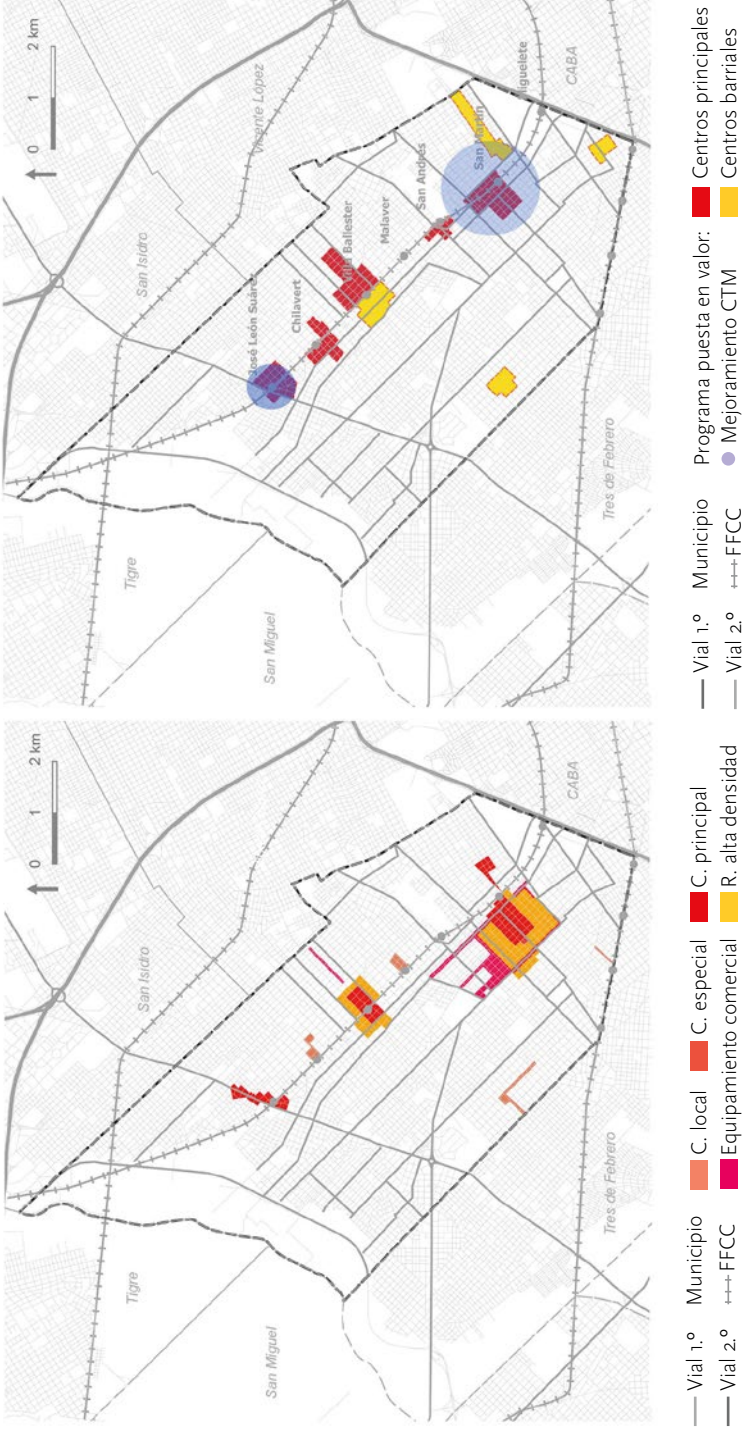 0 1 2 km
San Isidro
Tigre
San Miguel
CABA
Tres de Febrero
Vial 1.º Municipio C. local C. especial C. principal
Vial 2.º FFCC Equipamiento comercial R. alta densidad
0 1 2 km
Vicente López
San Isidro
Tigre
San Miguel
José León Suárez
Chilavert
Villa Ballester
Malaver
San Andrés
San Martín
Miguelete
CABA
Tres de Febrero
Vial 1.º Municipio Programa puesta en valor: Centros principales
Vial 2.º FFCC Mejoramiento CTM Centros barriales